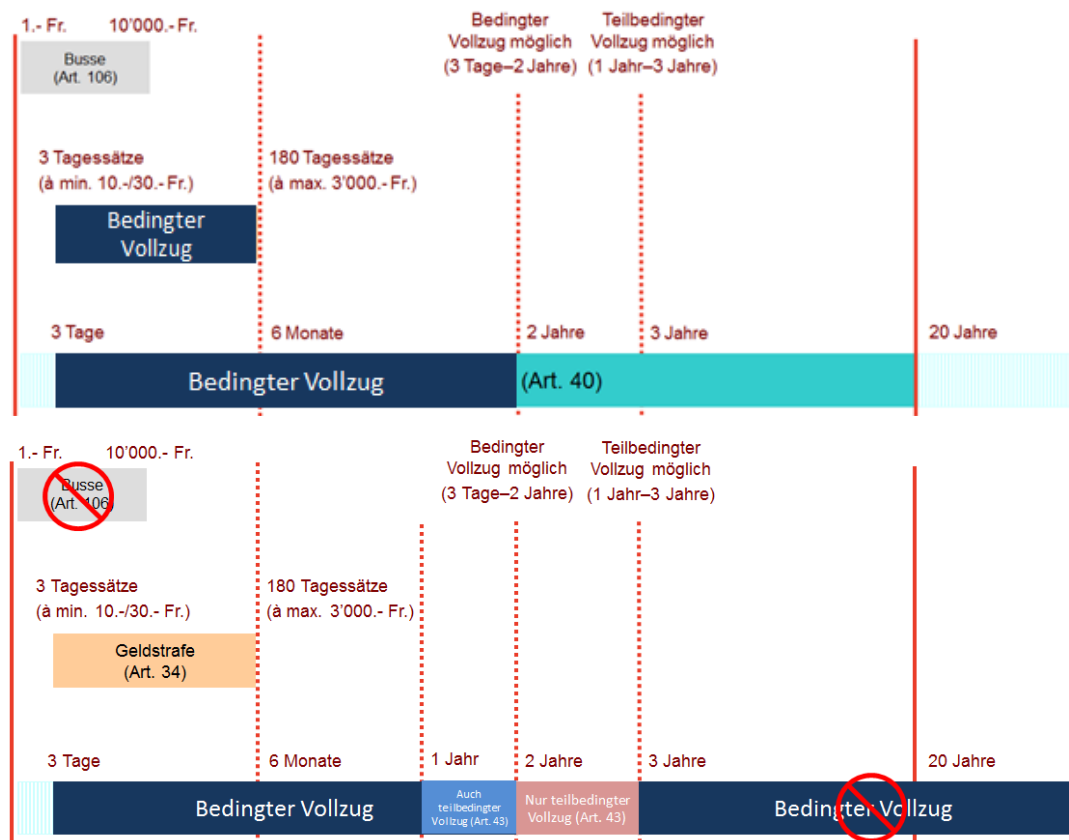 1.- Fr. 10'000.- Fr.
Busse
(Art. 106)
Bedingter
Vollzug möglich
(3 Tage–2 Jahre)
Teilbedingter
Vollzug möglich
(1 Jahr–3 Jahre)
3 Tagessätze
(à min. 10.-/30.- Fr.)
180 Tagessätze
(à max. 3'000.- Fr.)
Bedingter
Vollzug
3 Tage
6 Monate
2 Jahre
3 Jahre
20 Jahre
Bedingter Vollzug
(Art. 40)
1.- Fr. 10'000.- Fr.
Busse
(Art. 106)
Bedingter
Vollzug möglich
(3 Tage–2 Jahre)
Teilbedingter
Vollzug möglich
(1 Jahr–3 Jahre)
3 Tagessätze
(à min. 10.-/30.- Fr.)
180 Tagessätze
(à max. 3'000.- Fr.)
Geldstrafe
(Art. 34)
3 Tage
6 Monate
1 Jahr
2 Jahre
3 Jahre
20 Jahre
Bedingter Vollzug
Auch
teilbedingter
Vollzug (Art. 43)
Nur teilbedingter
Vollzug (Art. 43)
Bedingter Vollzug